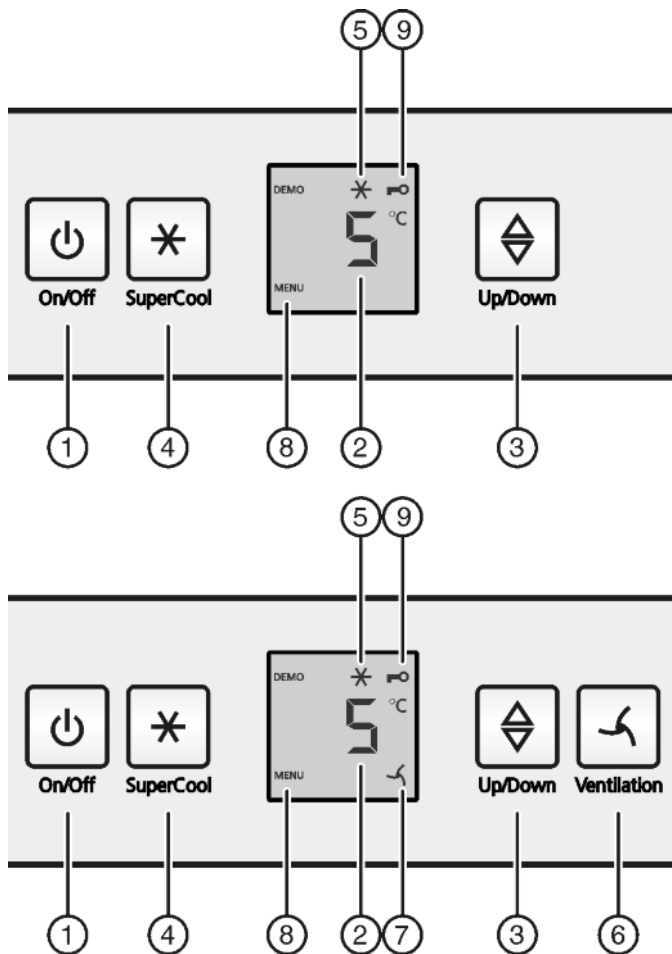 5 9
DEMO
5 °C
MENU
On/Off SuperCool Up/Down
1 4 8 2 3
5 9
DEMO
5 °C
MENU
On/Off SuperCool Up/Down Ventilation
1 4 8 2 7 3 6